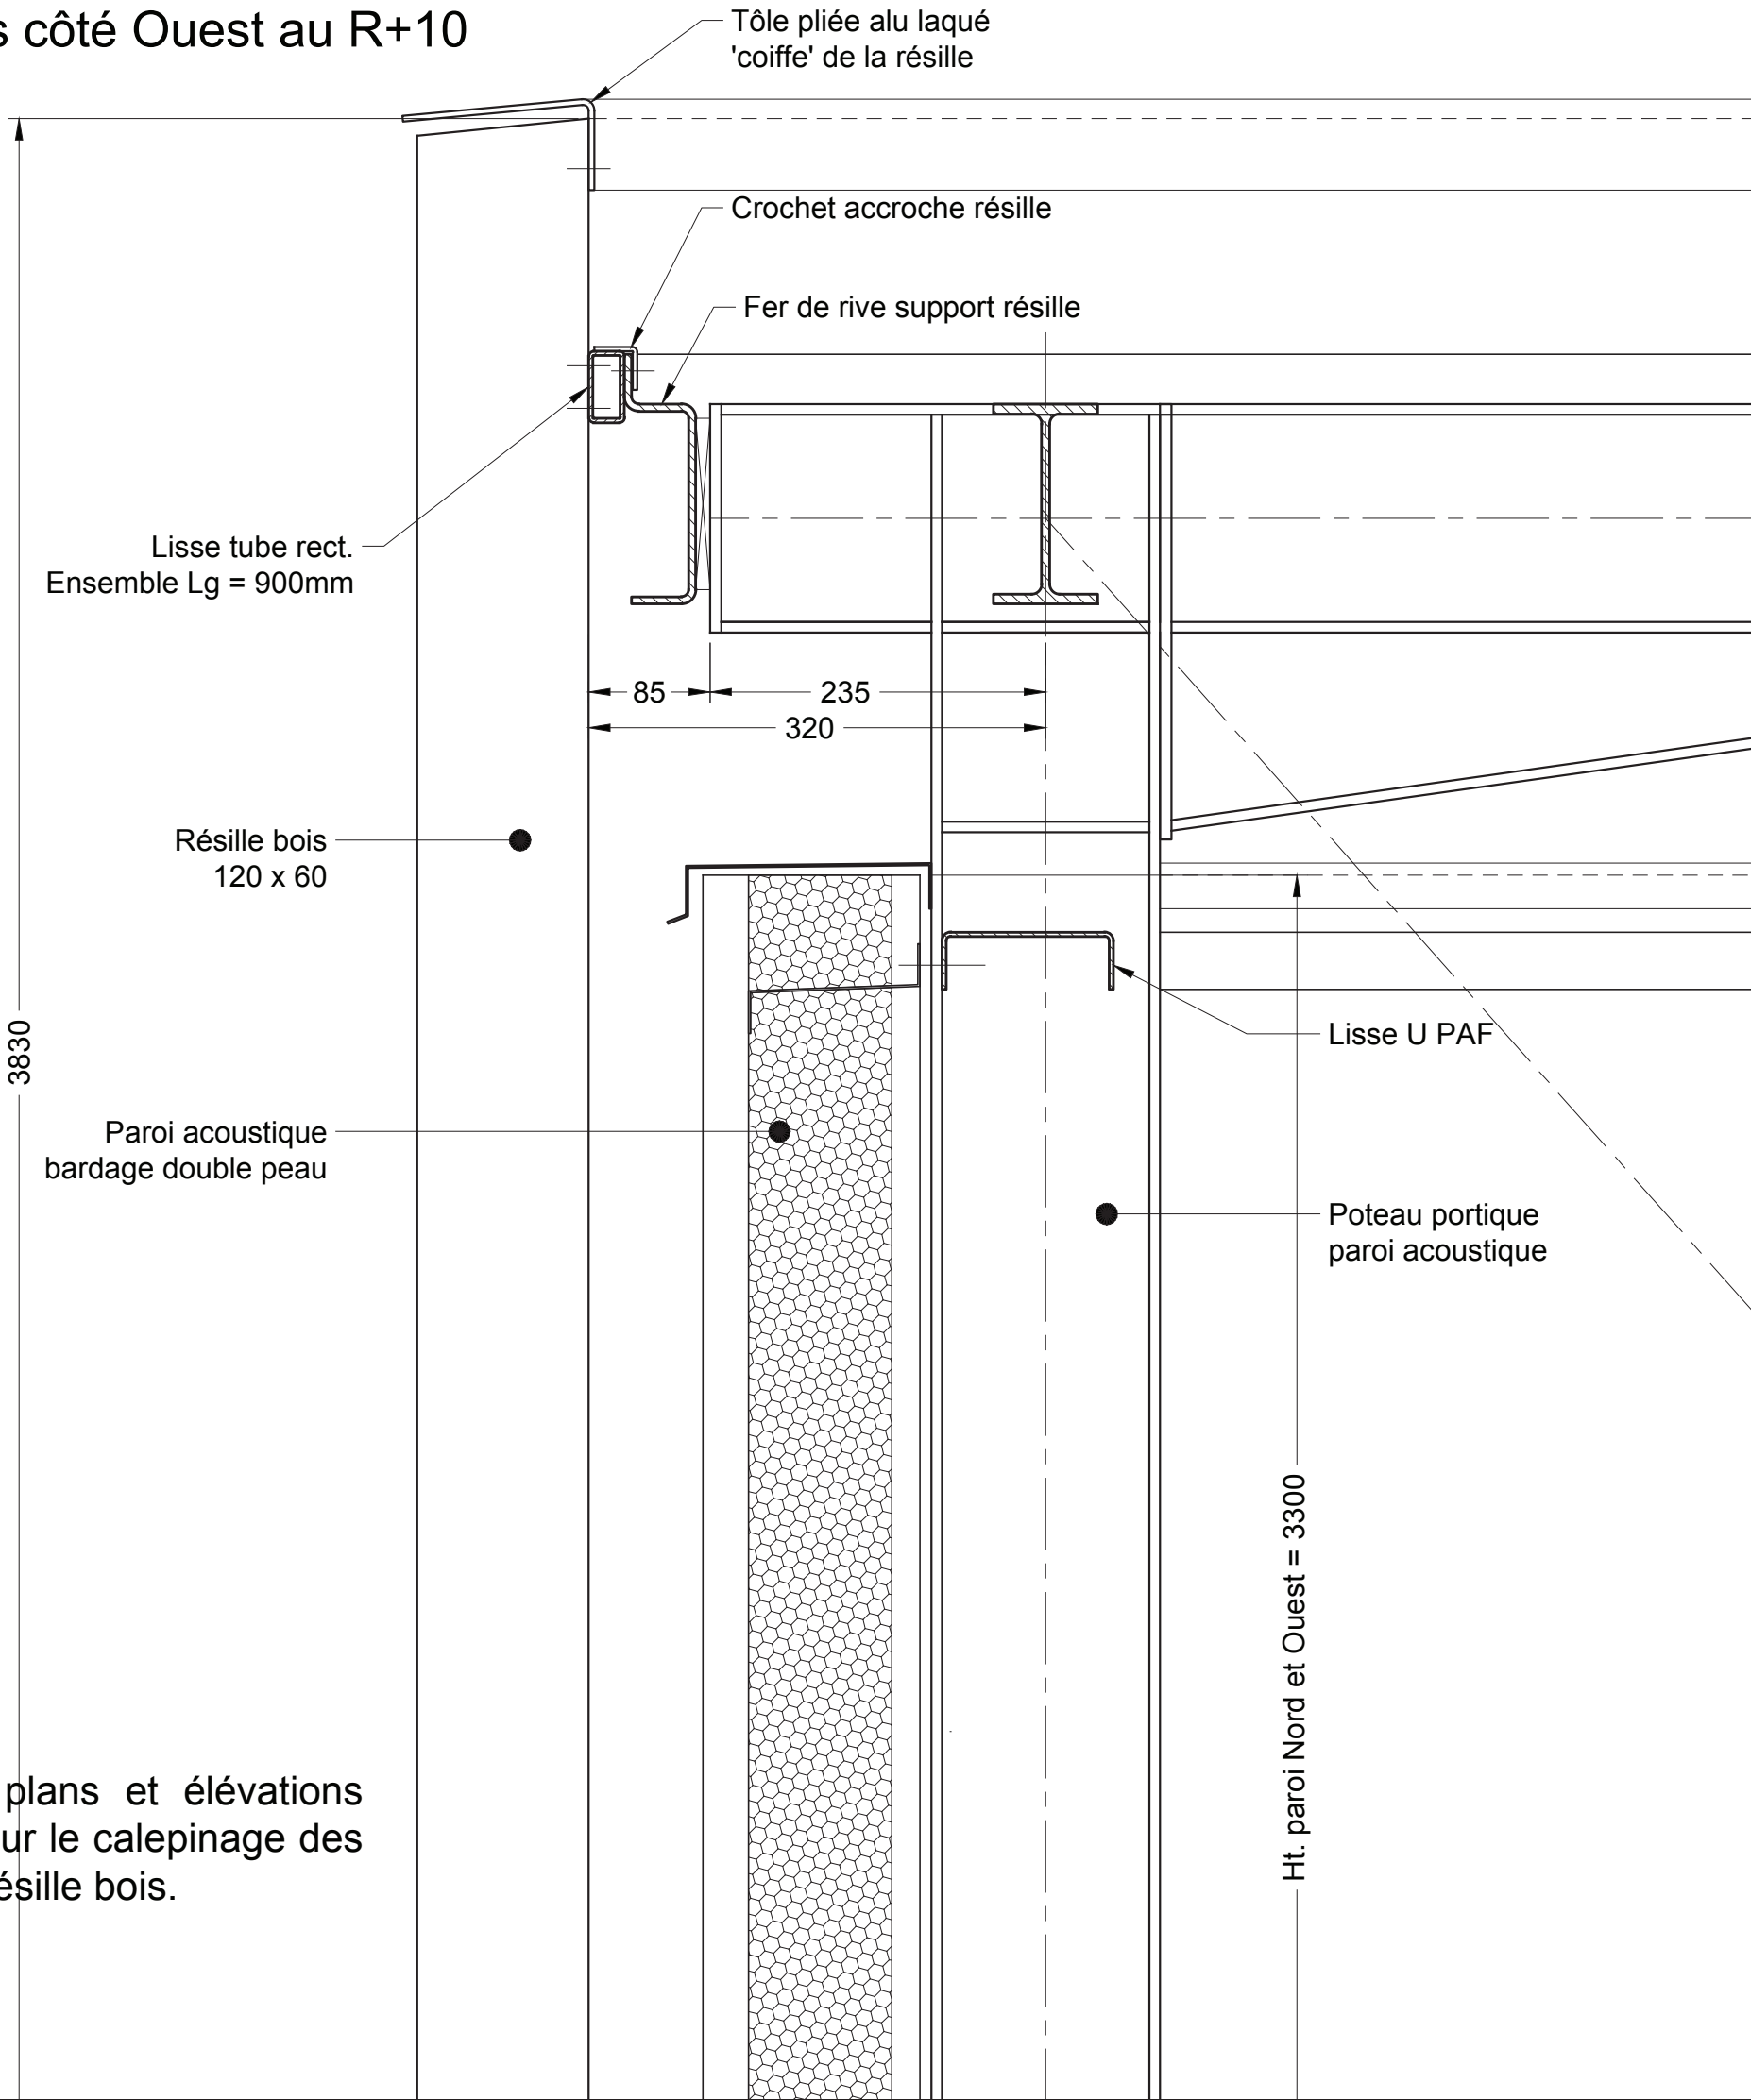 côté Ouest au R+10
Tôle pliée alu laqué
'coiffe' de la résille
Crochet accroche résille
Fer de rive support résille
Lisse tube rect.
Ensemble Lg = 900mm
85
235
320
Résille bois
120 x 60
3830
Lisse U PAF
Paroi acoustique
bardage double peau
Poteau portique
paroi acoustique
Ht. paroi Nord et Ouest = 3300
plans et élévations
le calepinage des
bois.